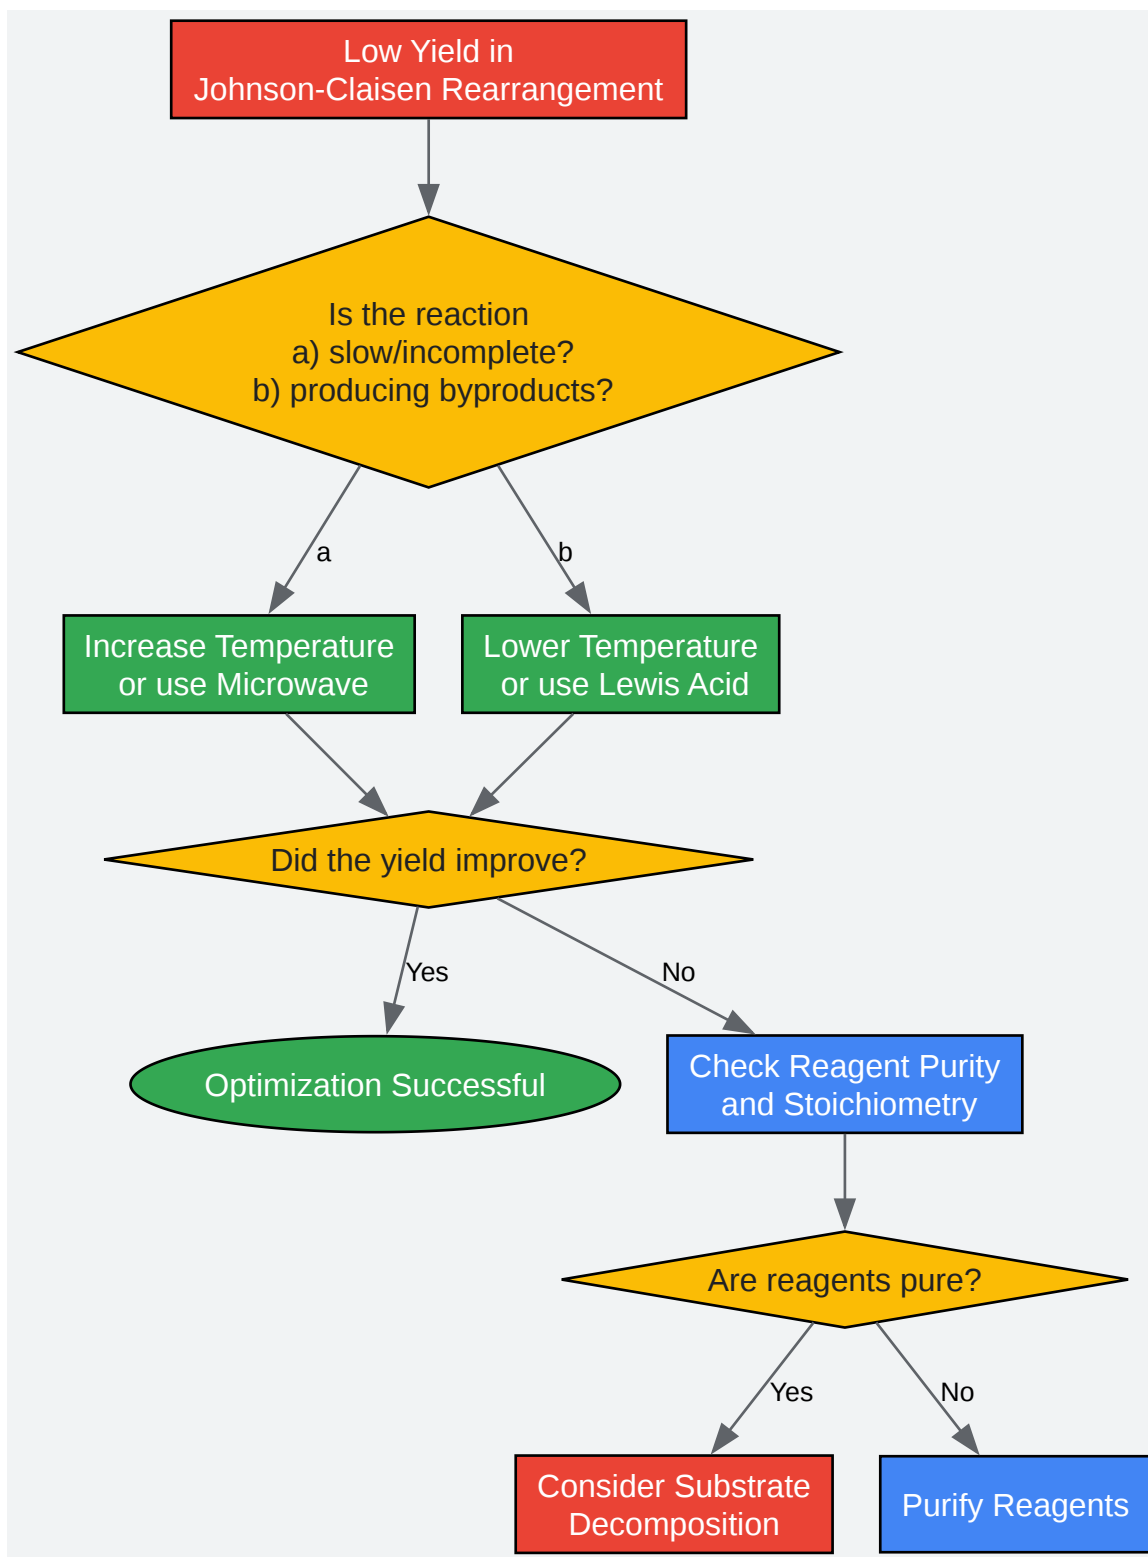 Low Yield in
Johnson-Claisen Rearrangement
Is the reaction
a) slow/incomplete?
b) producing byproducts?
a
b
Increase Temperature
or use Microwave
Lower Temperature
or use Lewis Acid
Did the yield improve?
Yes
No
Optimization Successful
Check Reagent Purity
and Stoichiometry
Are reagents pure?
Yes
No
Consider Substrate
Decomposition
Purify Reagents